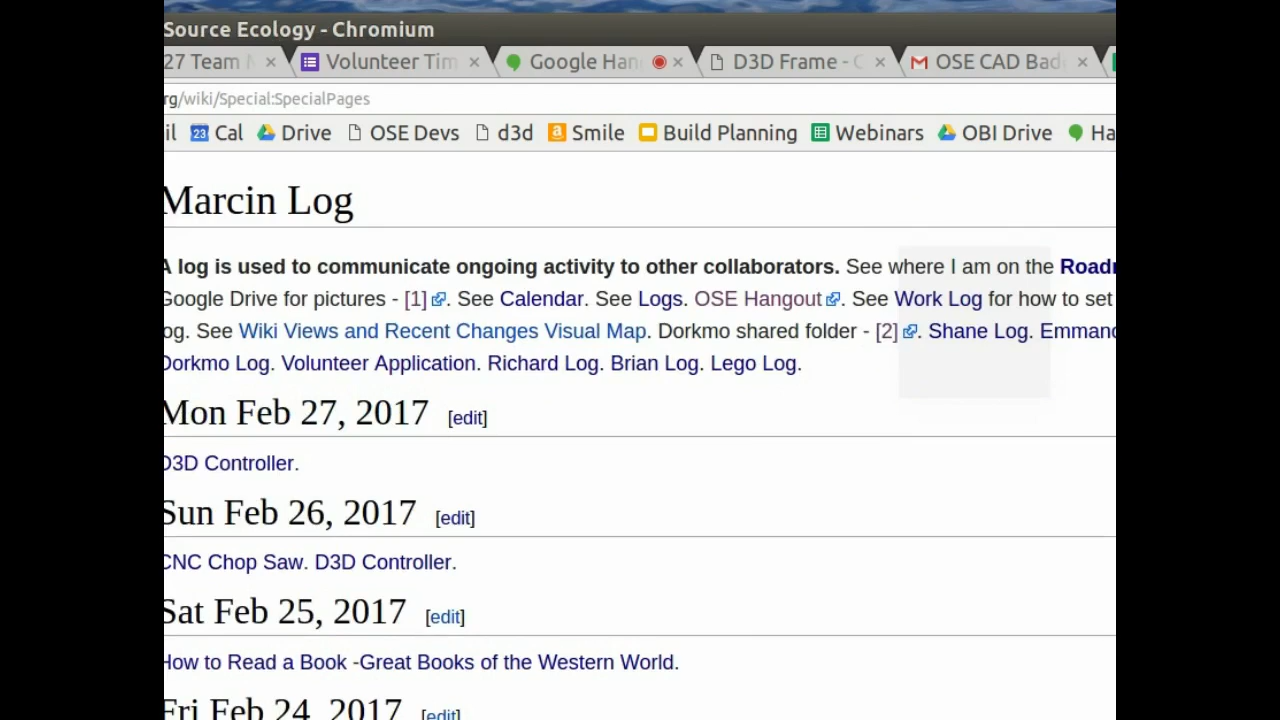 Source Ecology - Chromium
27 Team Volunteer Tim Google Han D3D Frame - OSE CAD Bad
rg/wiki/Special:SpecialPages
il Cal Drive OSE Devs d3d Smile Build Planning Webinars OBI Drive Ha
Marcin Log
A log is used to communicate ongoing activity to other collaborators. See where I am on the Roadm
Google Drive for pictures - [1]. See Calendar. See Logs. OSE Hangout. See Work Log for how to set
og. See Wiki Views and Recent Changes Visual Map. Dorkmo shared folder - [2]. Shane Log. Emmanu
Dorkmo Log. Volunteer Application. Richard Log. Brian Log. Lego Log.
Mon Feb 27, 2017 [edit]
D3D Controller.
Sun Feb 26, 2017 [edit]
CNC Chop Saw. D3D Controller.
Sat Feb 25, 2017 [edit]
How to Read a Book -Great Books of the Western World.
Fri Feb 24, 2017 [edit]